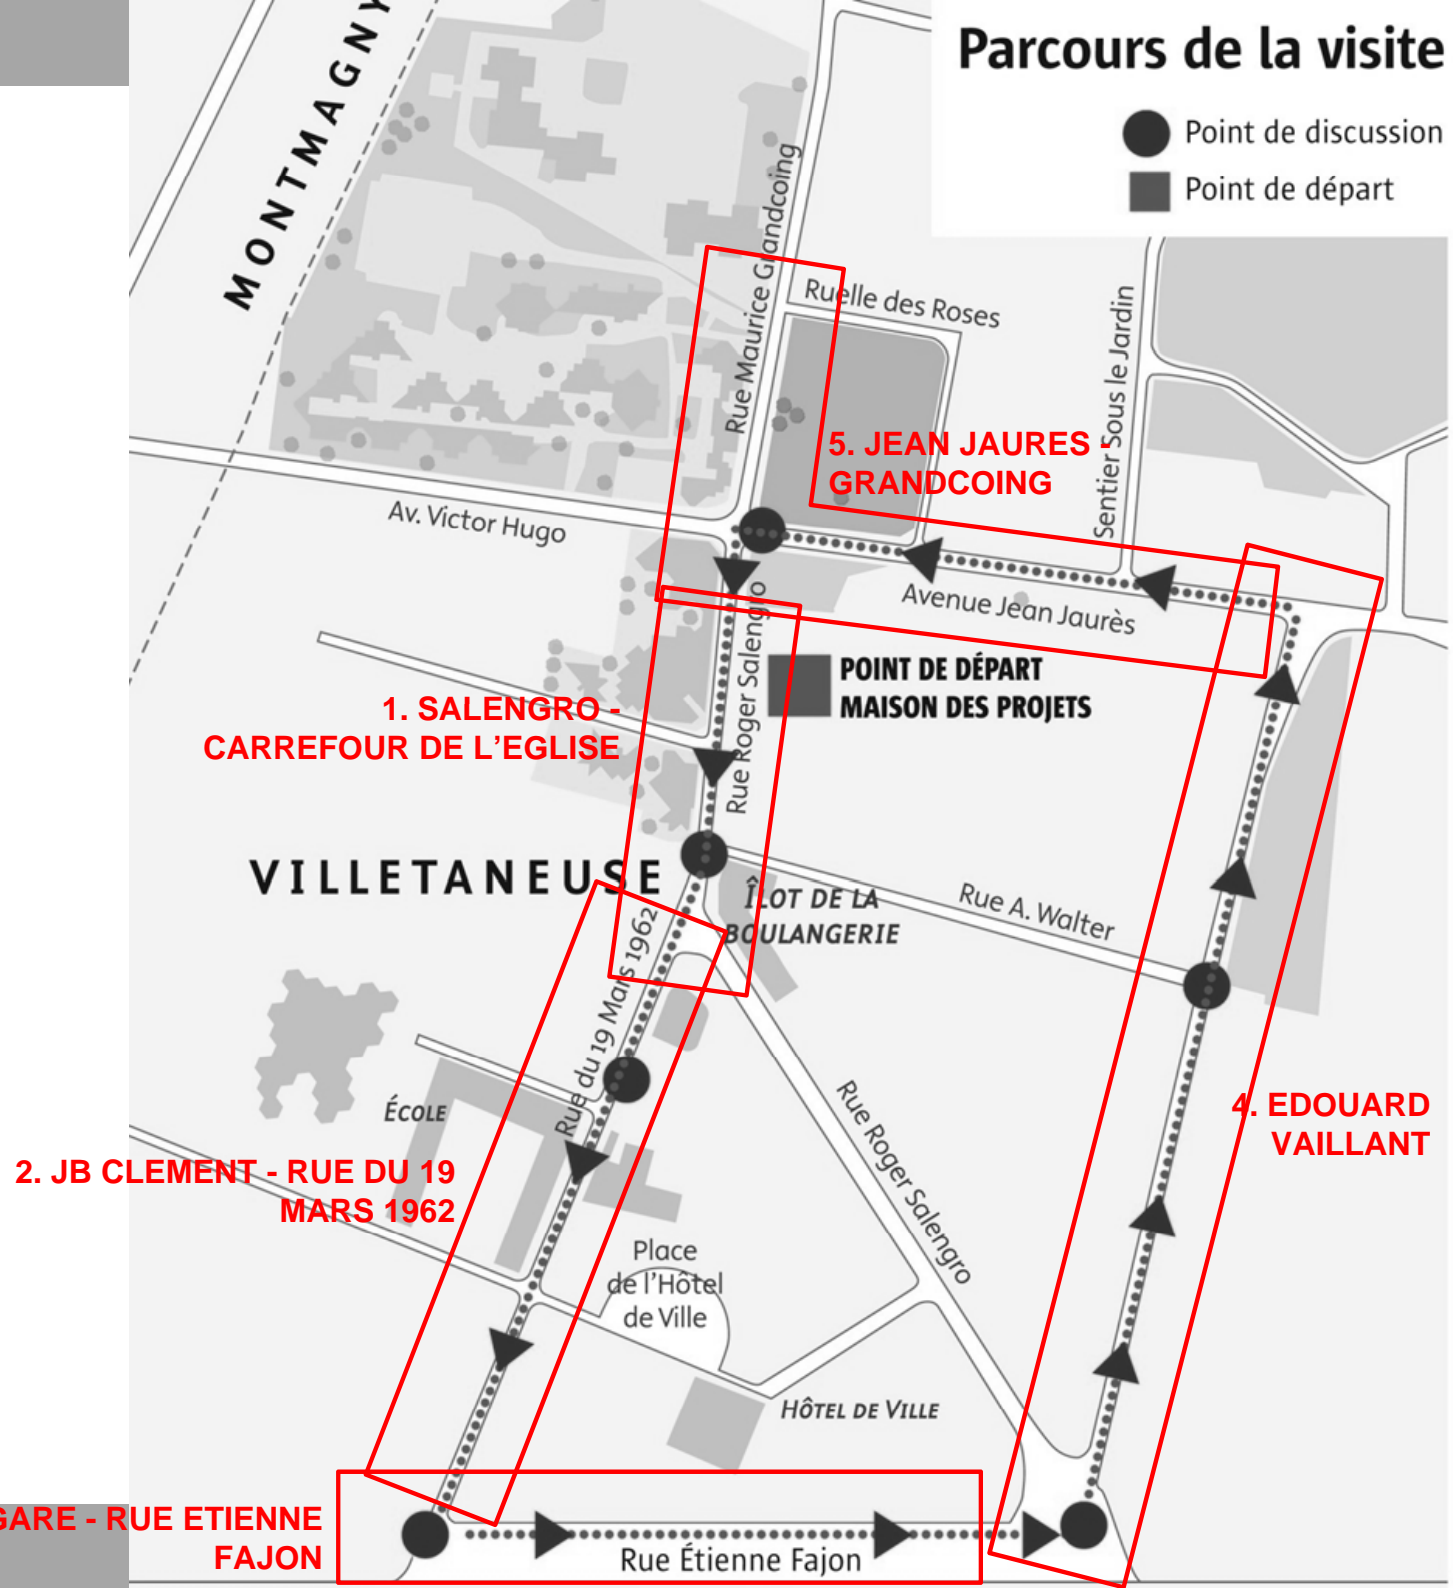 Parcours de la visite
Point de discussion
Point de départ
MONTMAGNY
Rue Maurice Grandcoing
Ruelle des Roses
Sentier Sous le Jardin
5. JEAN JAURES -
GRANDCOING
Av. Victor Hugo
Avenue Jean Jaurès
POINT DE DÉPART
MAISON DES PROJETS
Rue Roger Salengro
1. SALENGRO -
CARREFOUR DE L'EGLISE
VILLETANEUSE
ÎLOT DE LA
BOULANGERIE
Rue A. Walter
Rue du 19 Mars 1962
ÉCOLE
Rue Roger Salengro
4. EDOUARD
VAILLANT
2. JB CLEMENT - RUE DU 19
MARS 1962
Place
de l'Hôtel
de Ville
HÔTEL DE VILLE
GARE - RUE ETIENNE
FAJON
Rue Étienne Fajon